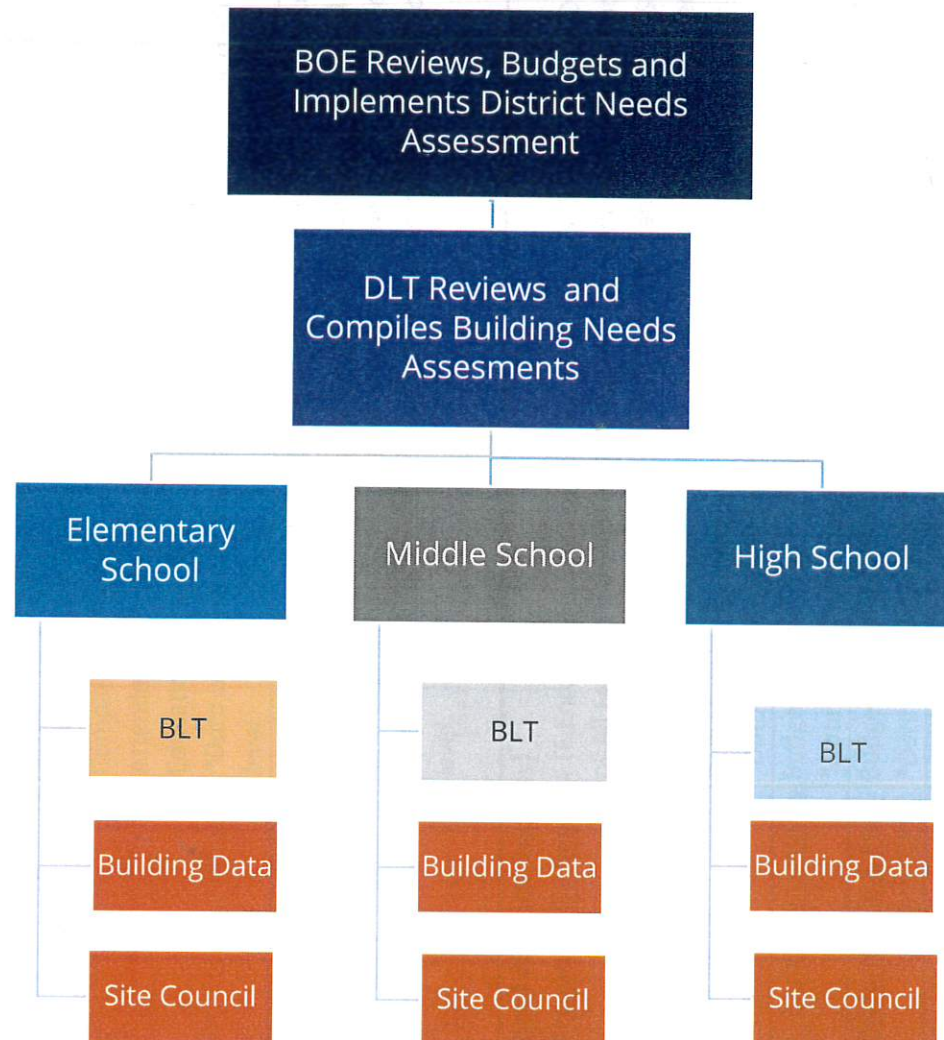 BOE Reviews, Budgets and
Implements District Needs
Assessment
DLT Reviews and
Compiles Building Needs
Assesments
Elementary
School
Middle School
High School
BLT
BLT
BLT
Building Data
Building Data
Building Data
Site Council
Site Council
Site Council